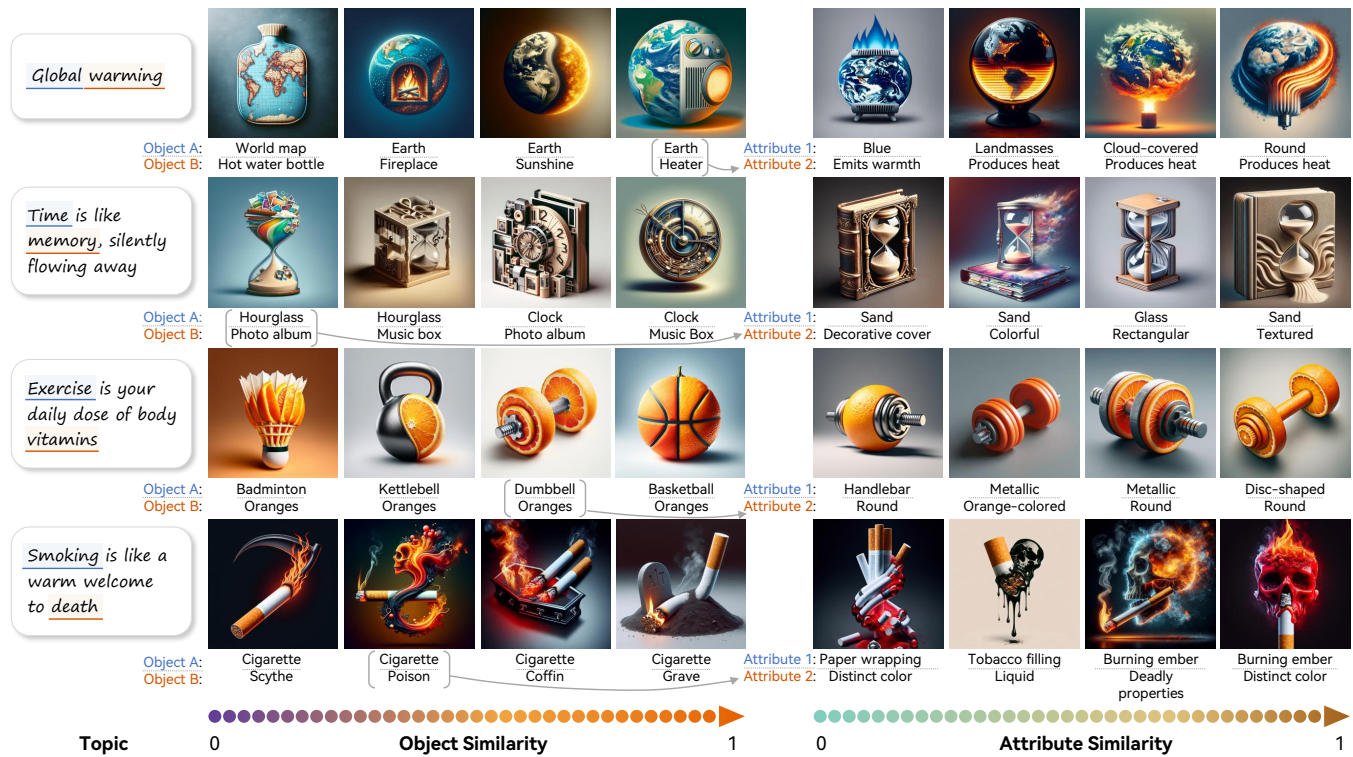 Global warming
Object A: World map Earth Earth Earth Attribute 1: Blue Landmasses Cloud-covered Round
Object B: Hot water bottle Fireplace Sunshine Heater Attribute 2: Emits warmth Produces heat Produces heat Produces heat
Time is like
memory, silently
flowing away
Object A: Hourglass Hourglass Clock Clock Attribute 1: Sand Sand Glass Sand
Object B: Photo album Music box Photo album Music Box Attribute 2: Decorative cover Colorful Rectangular Textured
Exercise is your
daily dose of body
vitamins
Object A: Badminton Kettlebell Dumbbell Basketball Attribute 1: Handlebar Metallic Metallic Disc-shaped
Object B: Oranges Oranges Oranges Oranges Attribute 2: Round Orange-colored Round Round
Smoking is like a
warm welcome
to death
Object A: Cigarette Cigarette Cigarette Cigarette Attribute 1: Paper wrapping Tobacco filling Burning ember Burning ember
Object B: Scythe Poison Coffin Grave Attribute 2: Distinct color Liquid Deadly Distinct color
properties
Topic 0 Object Similarity 1 0 Attribute Similarity 1